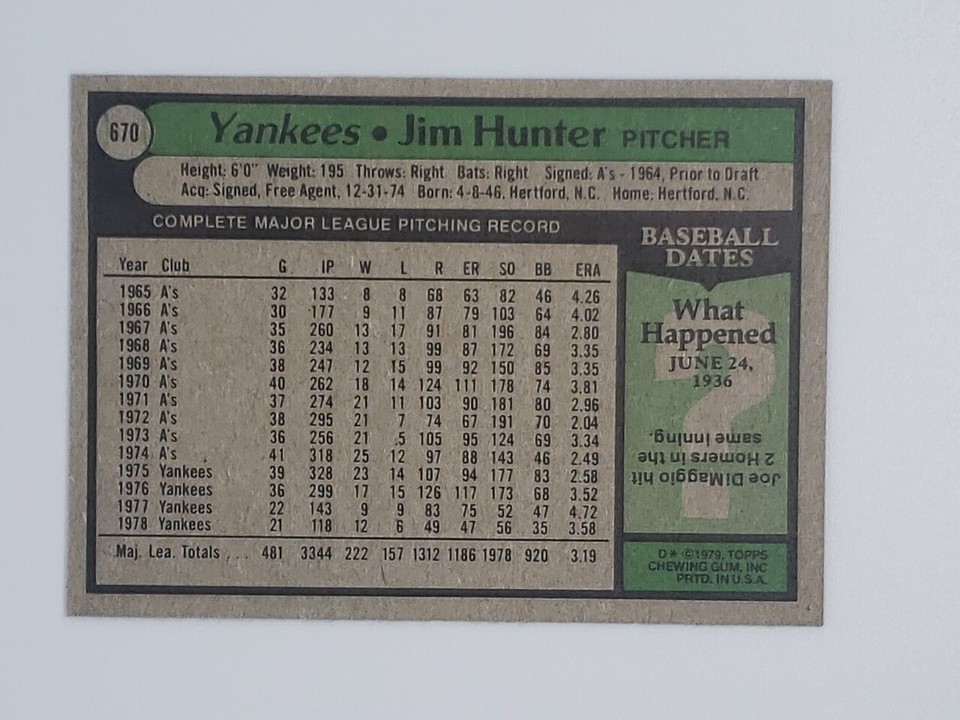 670
Yankees • Jim Hunter PITCHER
Height: 6'0" Weight: 195 Throws: Right Bats: Right Signed: A's - 1964, Prior to Draft
Acq: Signed, Free Agent, 12-31-74 Born: 4-8-46, Hertford, N.C. Home: Hertford, N.C.
COMPLETE MAJOR LEAGUE PITCHING RECORD
Year Club G IP W L R ER SO BB ERA
1965 A's 32 133 8 8 68 63 82 46 4.26
1966 A's 30 177 9 11 87 79 103 64 4.02
1967 A's 35 260 13 17 91 81 196 84 2.80
1968 A's 36 234 13 13 99 87 172 69 3.35
1969 A's 38 247 12 15 99 92 150 85 3.35
1970 A's 40 262 18 14 124 111 178 74 3.81
1971 A's 37 274 21 11 103 90 181 80 2.96
1972 A's 38 295 21 7 74 67 191 70 2.04
1973 A's 36 256 21 5 105 95 124 69 3.34
1974 A's 41 318 25 12 97 88 143 46 2.49
1975 Yankees 39 328 23 14 107 94 177 83 2.58
1976 Yankees 36 299 17 15 126 117 173 68 3.52
1977 Yankees 22 143 9 9 83 75 52 47 4.72
1978 Yankees 21 118 12 6 49 47 56 35 3.58
Maj. Lea. Totals . . . 481 3344 222 157 1312 1186 1978 920 3.19
BASEBALL
DATES
What
Happened
JUNE 24,
1936
?
Joe DiMaggio hit
2 Homers in the
same inning.
D* ©1979, TOPPS
CHEWING GUM, INC
PRTD. IN U.S.A.